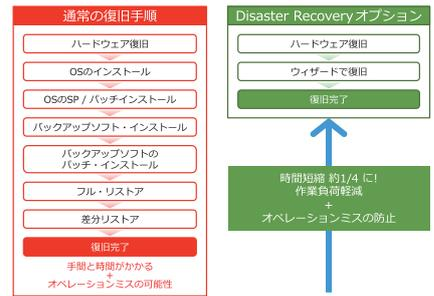 通常の復旧手順
ハードウェア復旧
OSのインストール
OSのSP / パッチインストール
バックアップソフト・インストール
バックアップソフトの
パッチ・インストール
フル・リストア
差分リストア
復旧完了
手間と時間がかかる
+
オペレーションミスの可能性
Disaster Recoveryオプション
ハードウェア復旧
ウィザードで復旧
復旧完了
時間短縮 約1/4 に!
作業負荷軽減
+
オペレーションミスの防止